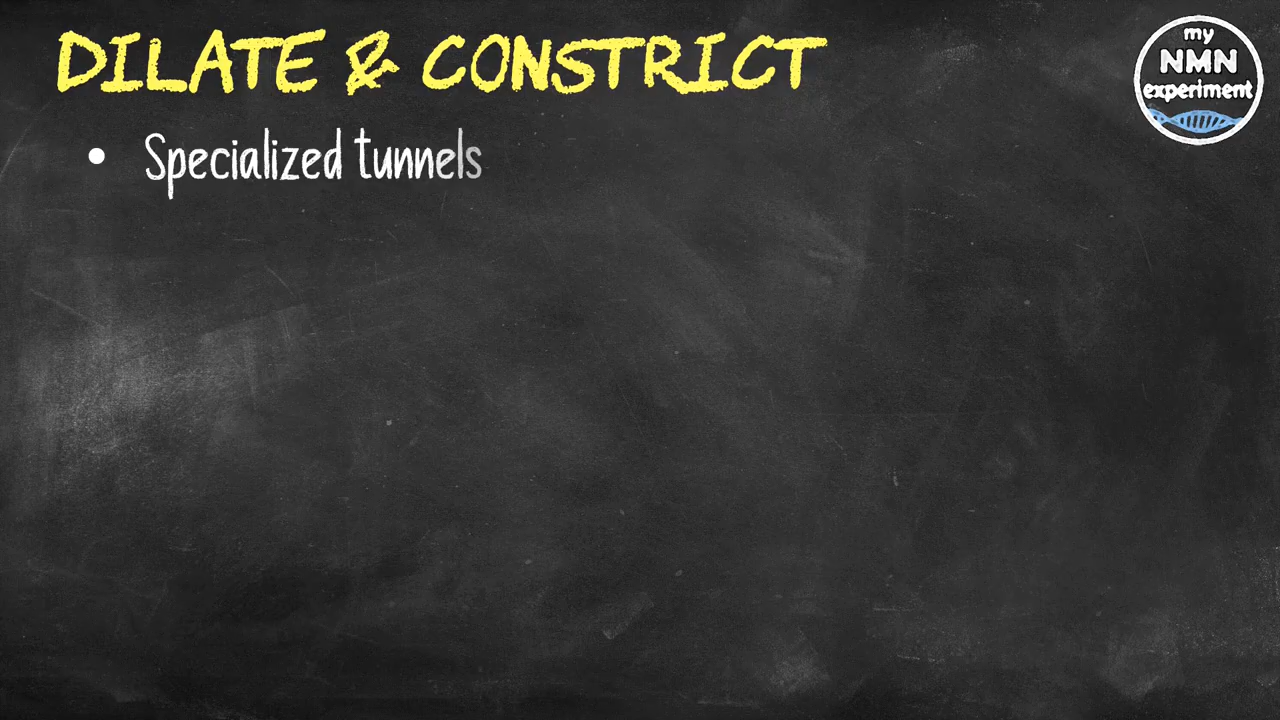 DILATE & CONSTRICT
my
NMN
experiment
• Specialized tunnels